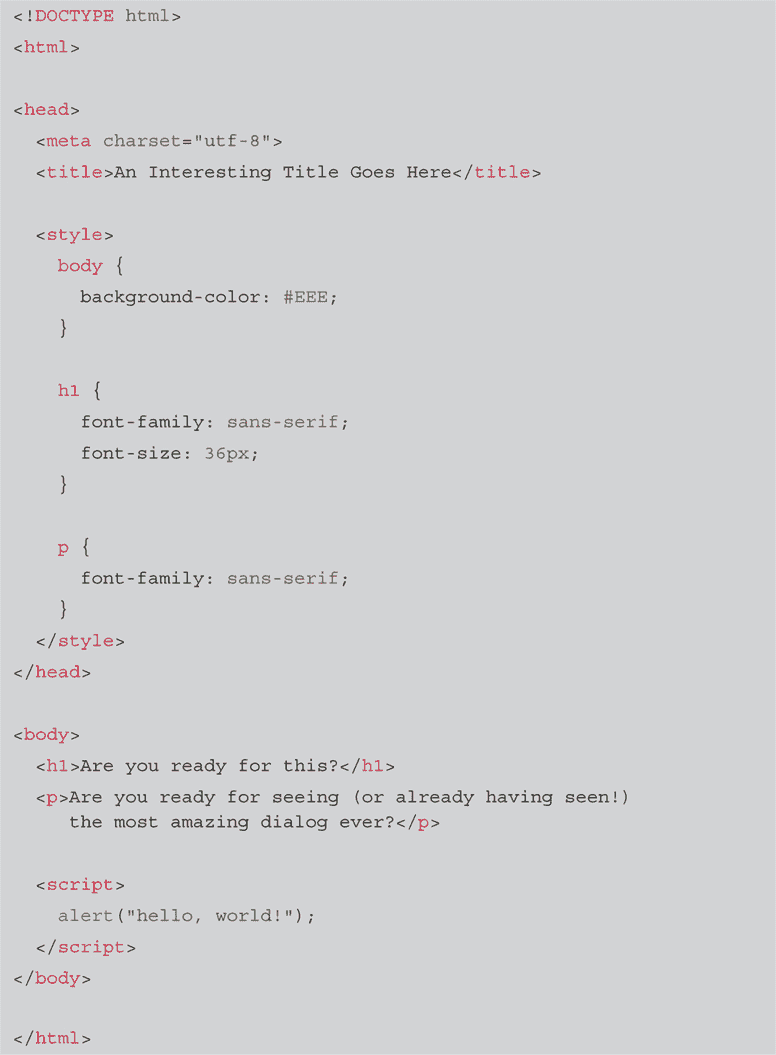 <!DOCTYPE html>
<html>
<head>
<meta charset="utf-8">
<title>An Interesting Title Goes Here</title>
<style>
body {
background-color: #EEE;
}
h1 {
font-family: sans-serif;
font-size: 36px;
}
p {
font-family: sans-serif;
}
</style>
</head>
<body>
<h1>Are you ready for this?</h1>
<p>Are you ready for seeing (or already having seen!)
the most amazing dialog ever?</p>
<script>
alert("hello, world!");
</script>
</body>
</html>